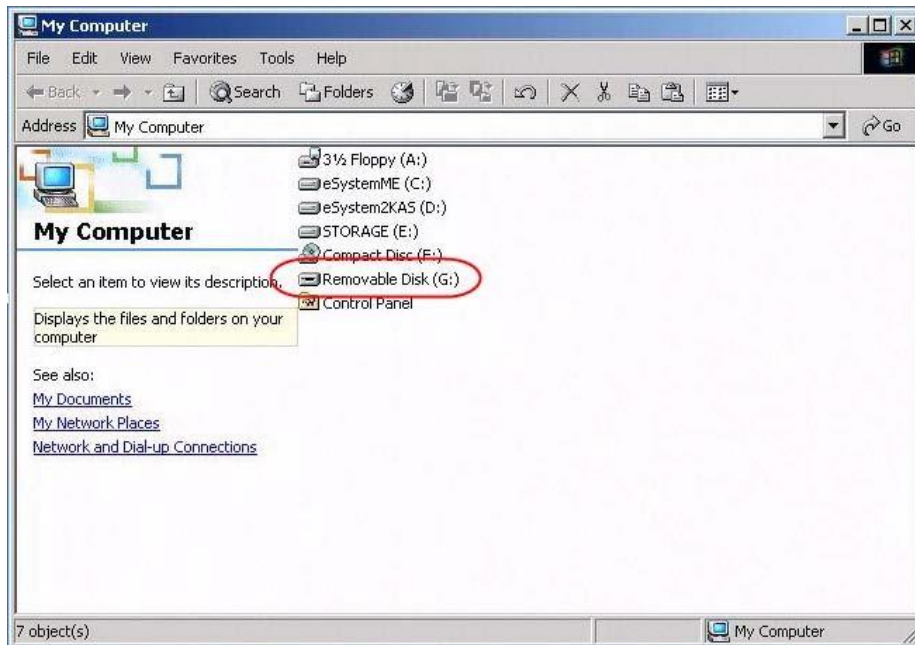 My Computer
File Edit View Favorites Tools Help
Back Search Folders
Address My Computer Go
My Computer
Select an item to view its description.
Displays the files and folders on your
computer
See also:
My Documents
My Network Places
Network and Dial-up Connections
3½ Floppy (A:)
eSystemME (C:)
eSystem2KAS (D:)
STORAGE (E:)
Compact Disc (F:)
Removable Disk (G:)
Control Panel
7 object(s) My Computer